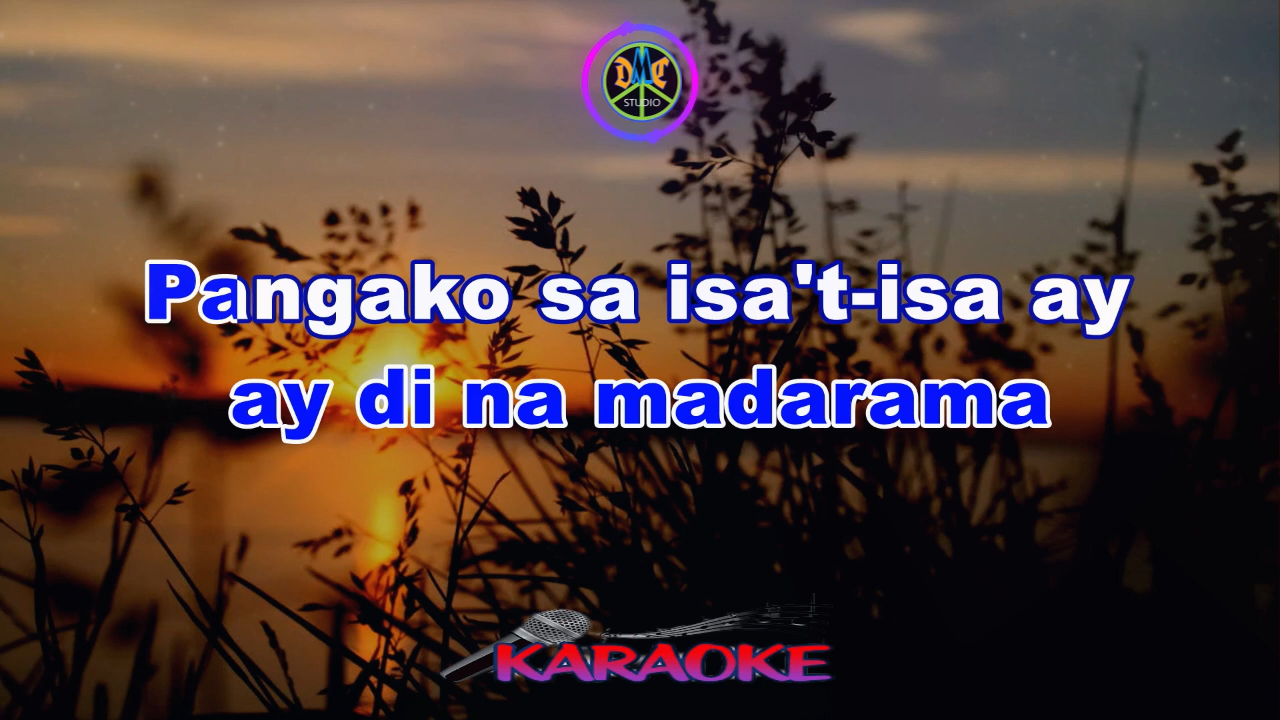 DMC
STUDIO
Pangako sa isa't-isa ay
ay di na madarama
KARAOKE